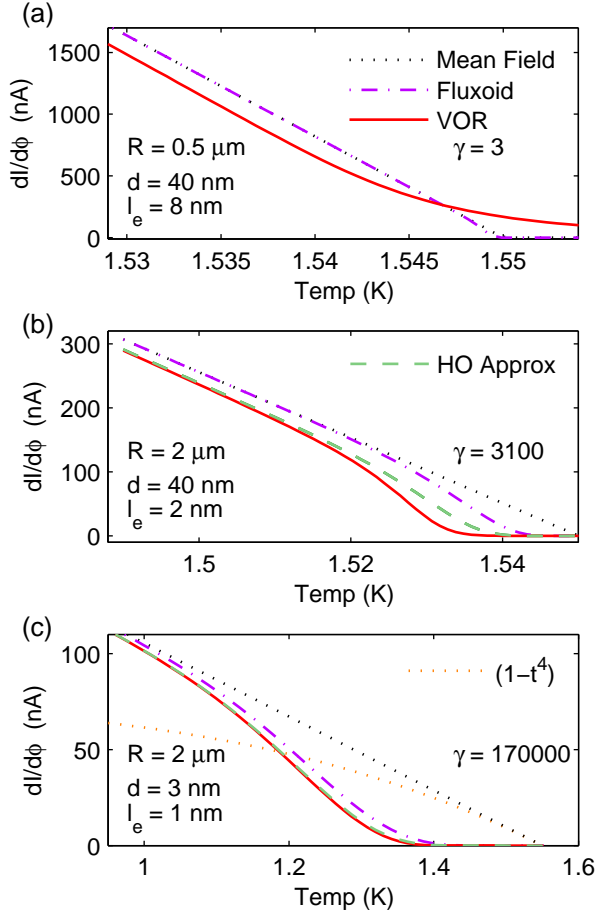 (a)
1500
1000
500
0
dI/dϕ (nA)
Mean Field
Fluxoid
VOR
R = 0.5 μm
γ = 3
d = 40 nm
l_e = 8 nm
1.53 1.535 1.54 1.545 1.55
Temp (K)
(b)
300
200
100
0
dI/dϕ (nA)
HO Approx
R = 2 μm
γ = 3100
d = 40 nm
l_e = 2 nm
1.5 1.52 1.54
Temp (K)
(c)
100
50
0
dI/dϕ (nA)
(1−t⁴)
R = 2 μm
γ = 170000
d = 3 nm
l_e = 1 nm
1 1.2 1.4 1.6
Temp (K)